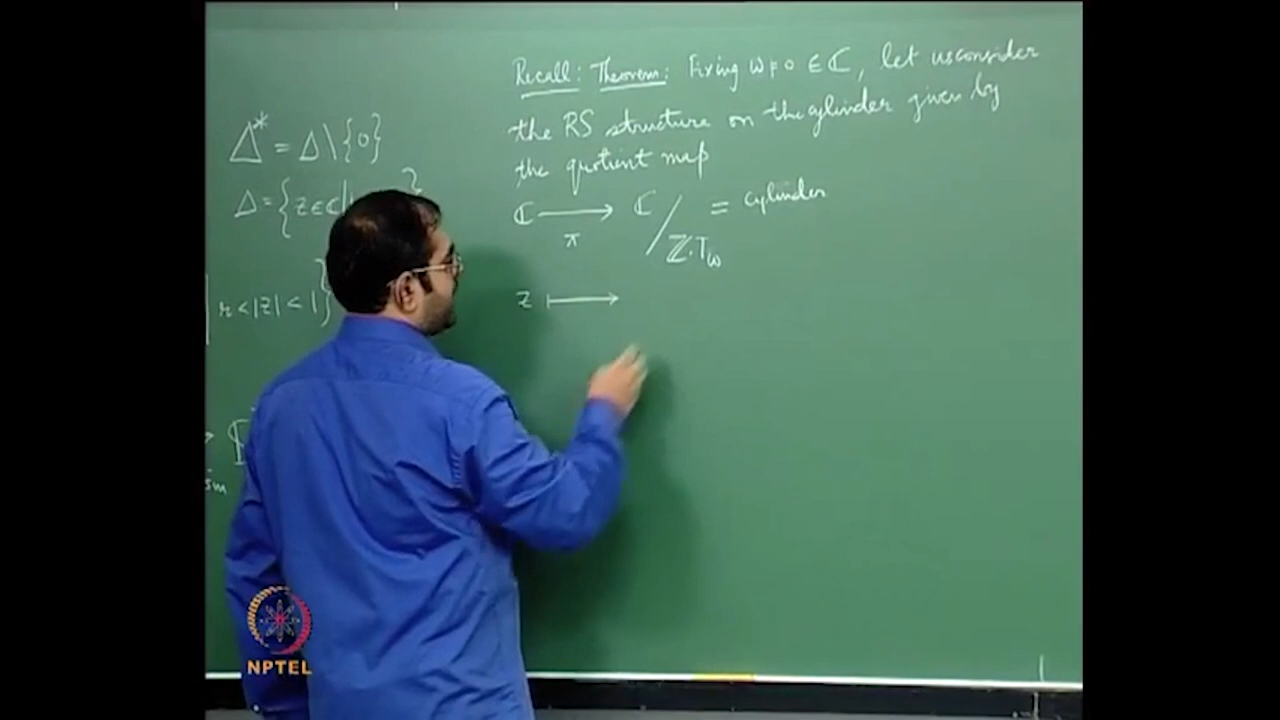 Δ* = Δ\{0}
Δ = {z∈ℂ| }
| r<|z|<1}
Recall: Theorem: Fixing ω≠0 ∈ ℂ, let us consider
the RS structure on the cylinder given by
the quotient map
ℂ ⟶ ℂ/ℤ·T_ω = cylinder
π
z ⟼
NPTEL